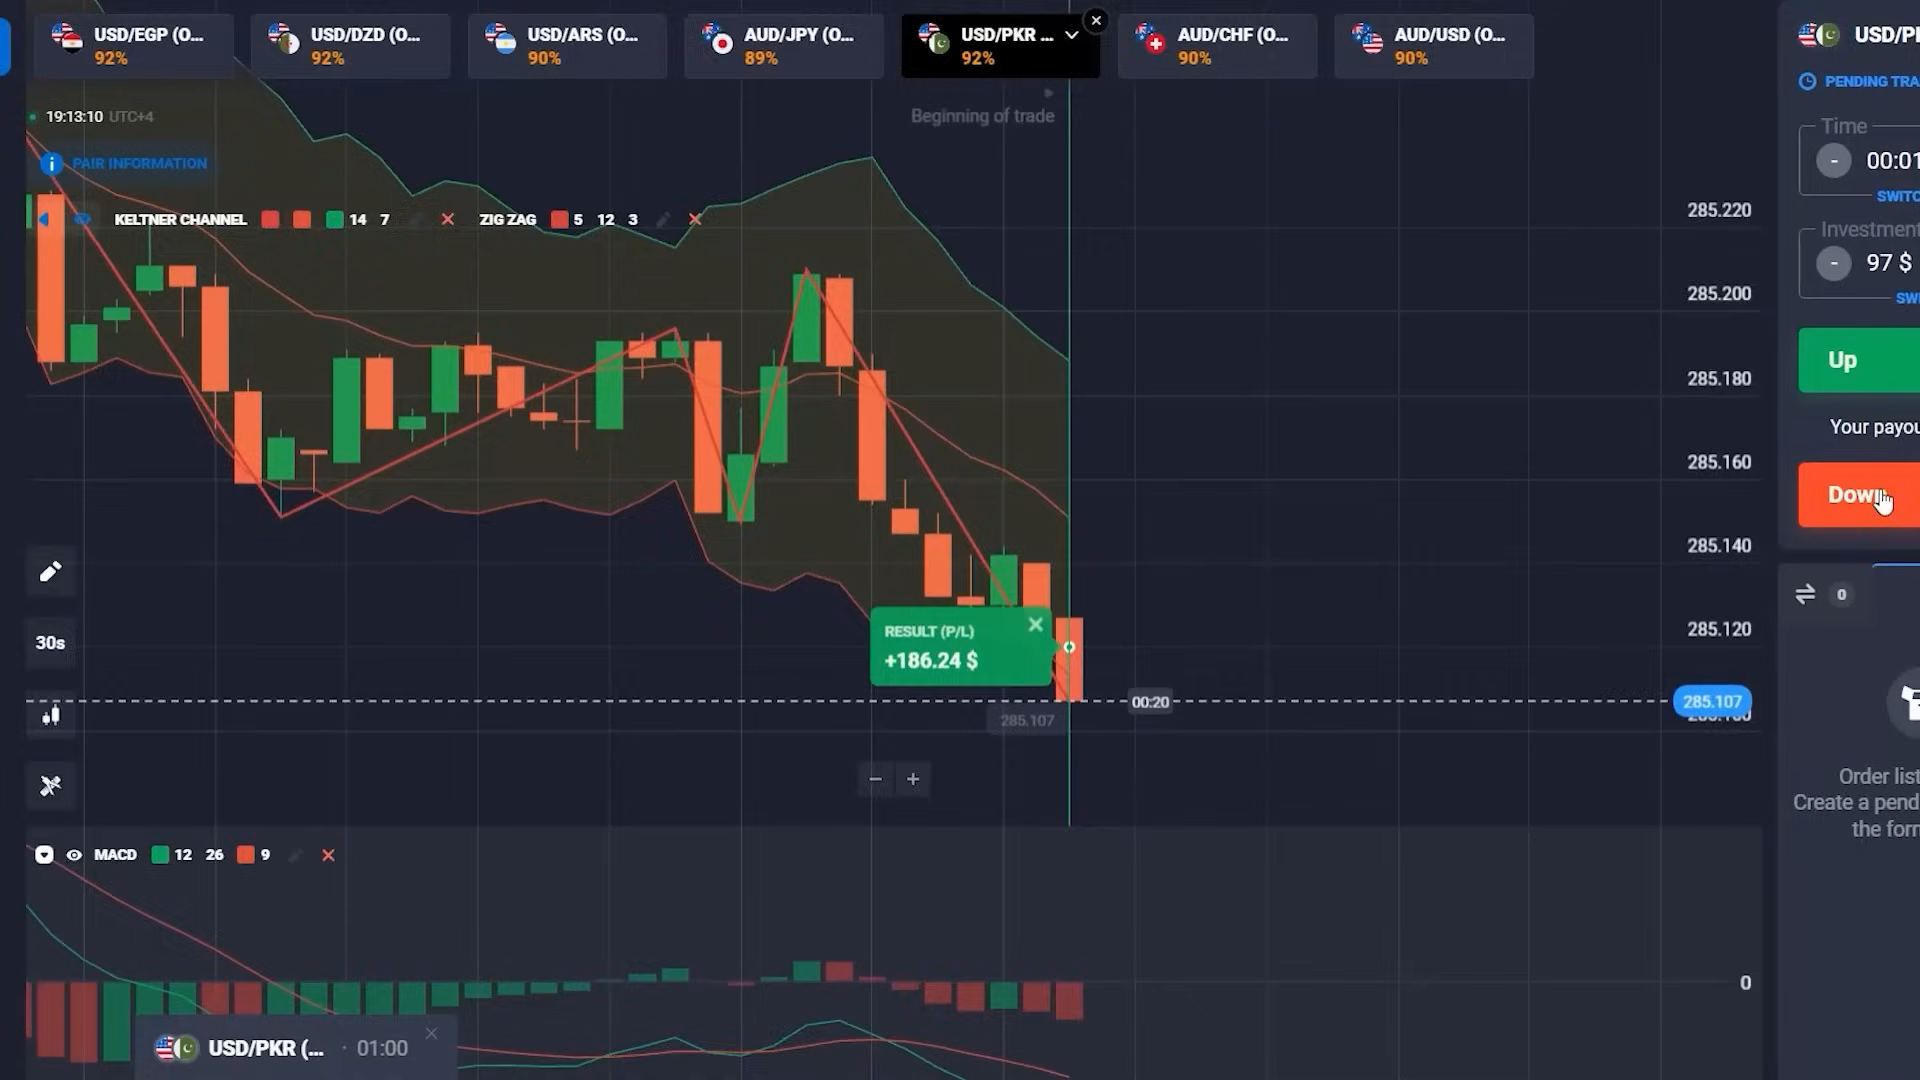 USD/EGP (O...
92%
USD/DZD (O...
92%
USD/ARS (O...
90%
AUD/JPY (O...
89%
USD/PKR ...
92%
AUD/CHF (O...
90%
AUD/USD (O...
90%
19:13:10 UTC+4
Beginning of trade
PAIR INFORMATION
KELTNER CHANNEL 14 7
ZIG ZAG 5 12 3
285.220
285.200
285.180
285.160
285.140
285.120
285.107
RESULT (P/L)
+186.24 $
00:20
285.107
30s
MACD 12 26 9
0
USD/PKR (... · 01:00
USD/P
PENDING TRA
Time
- 00:01
SWITC
Investment
- 97 $
SWI
Up
Your payou
Down
0
Order list
Create a pend
the form